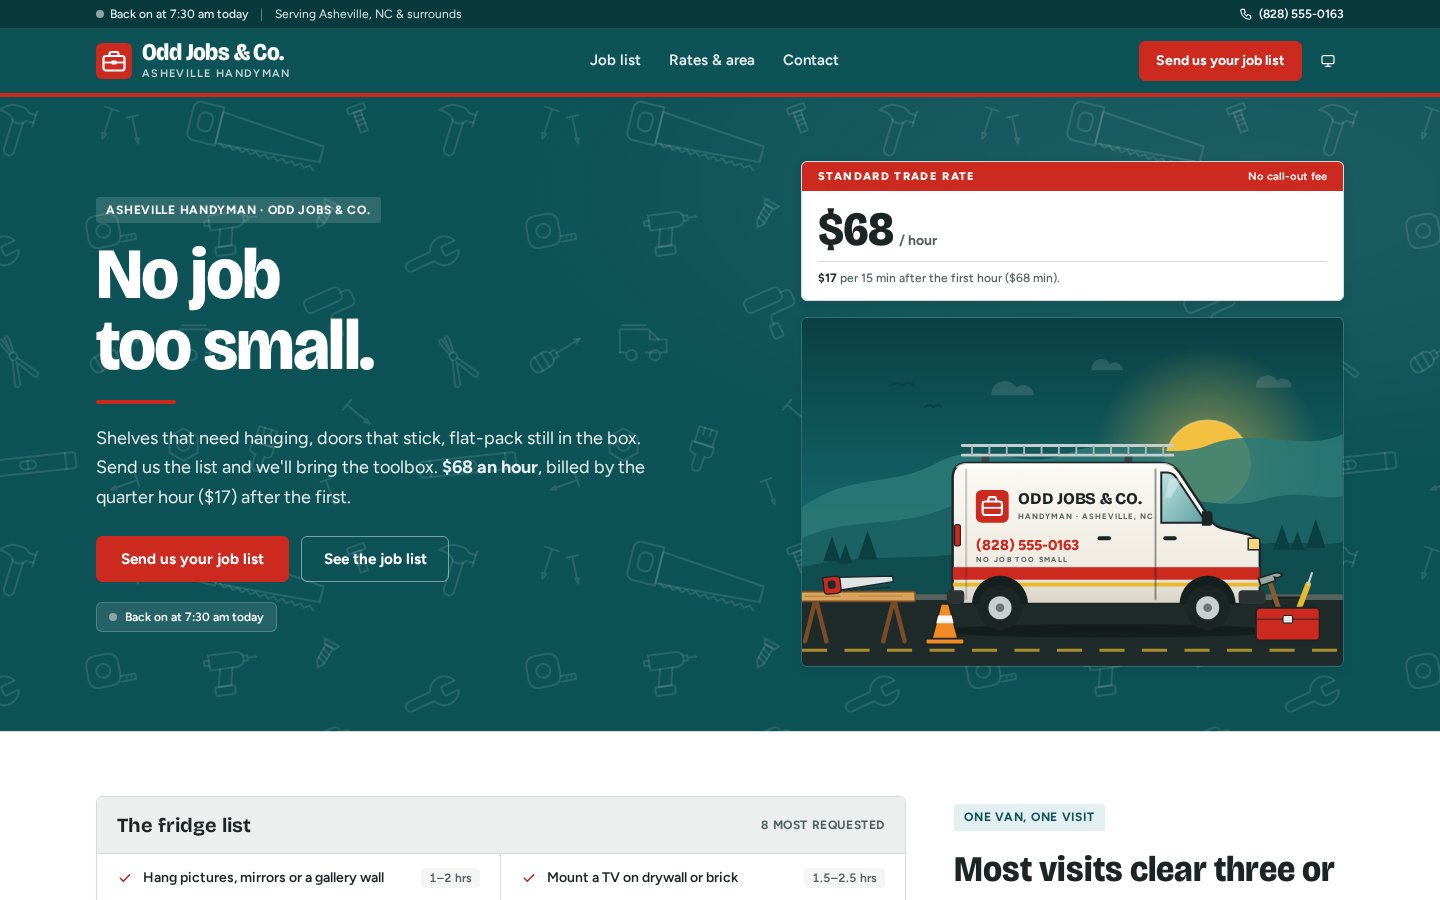 Back on at 7:30 am today
Serving Asheville, NC & surrounds
(828) 555-0163
Odd Jobs & Co.
ASHEVILLE HANDYMAN
Job list
Rates & area
Contact
Send us your job list
ASHEVILLE HANDYMAN · ODD JOBS & CO.
No job
too small.
Shelves that need hanging, doors that stick, flat-pack still in the box.
Send us the list and we'll bring the toolbox. $68 an hour, billed by the
quarter hour ($17) after the first.
Send us your job list
See the job list
Back on at 7:30 am today
STANDARD TRADE RATE
No call-out fee
$68 / hour
$17 per 15 min after the first hour ($68 min).
ODD JOBS & CO.
HANDYMAN · ASHEVILLE, NC
(828) 555-0163
NO JOB TOO SMALL
The fridge list
8 MOST REQUESTED
Hang pictures, mirrors or a gallery wall
1–2 hrs
Mount a TV on drywall or brick
1.5–2.5 hrs
ONE VAN, ONE VISIT
Most visits clear three or